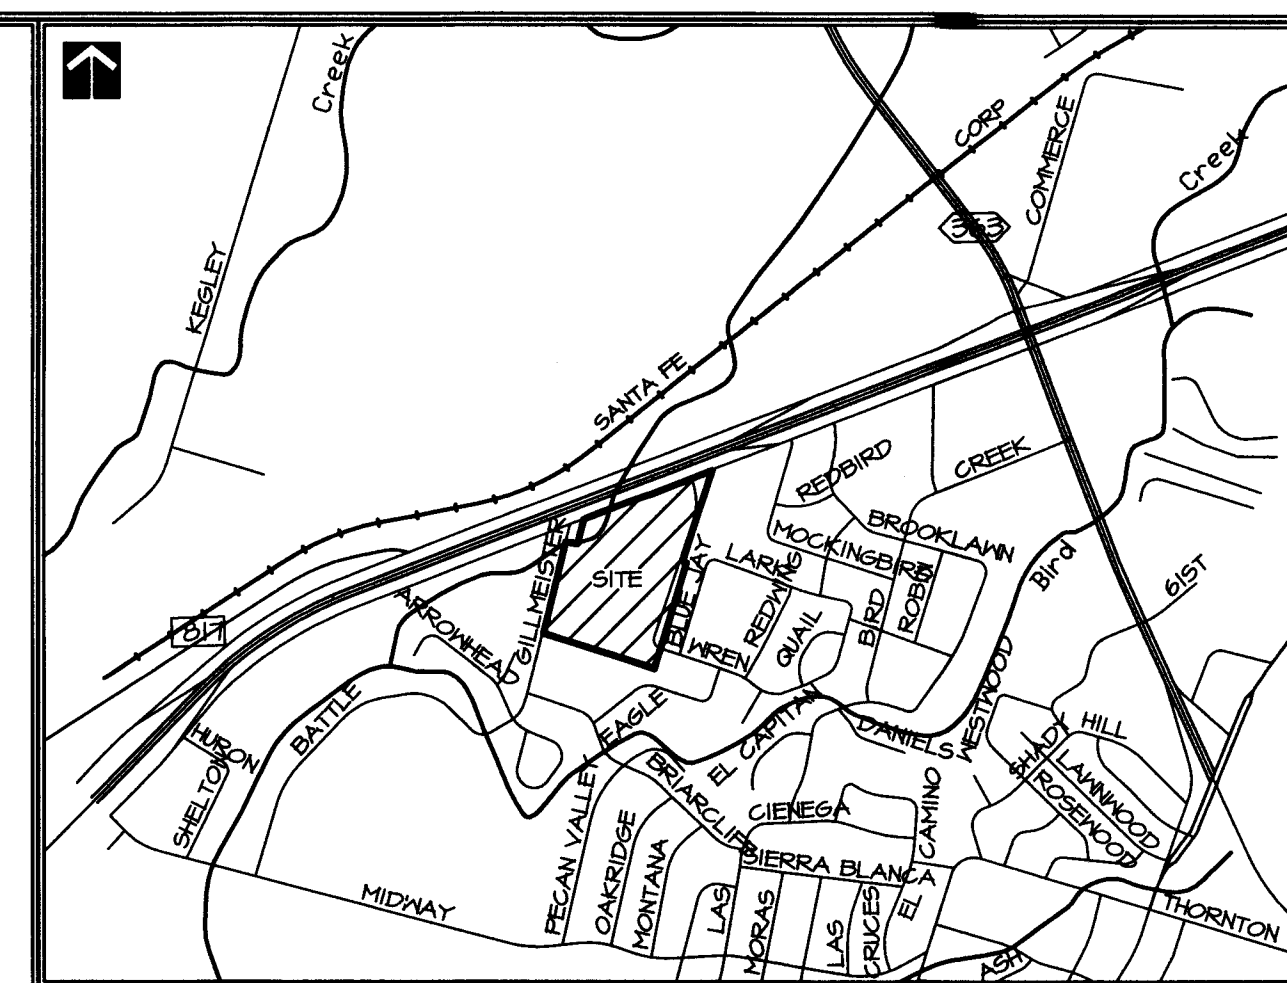 Creek
CORP
COMMERCE
Creek
363
KEGLEY
SANTA FE
REDBIRD
CREEK
BROOKLAWN
MOCKINGBIRD
GILLMEISTER
SITE
BLUE JAY
LARK
REDWING
ROBIN
BIRD
Bird
61ST
QUAIL
817
ARROWHEAD
WREN
EAGLE
BATTLE
HURON
SHELTON
EL CAPITAN
DANIELS
WESTWOOD
SHADY HILL
LAWNWOOD
ROSEWOOD
BRIARCLIFF
CIENEGA
EL CAMINO
PECAN VALLEY
OAKRIDGE
MONTANA
SIERRA BLANCA
MIDWAY
LAS MORAS
LAS CRUCES
THORNTON
ASH